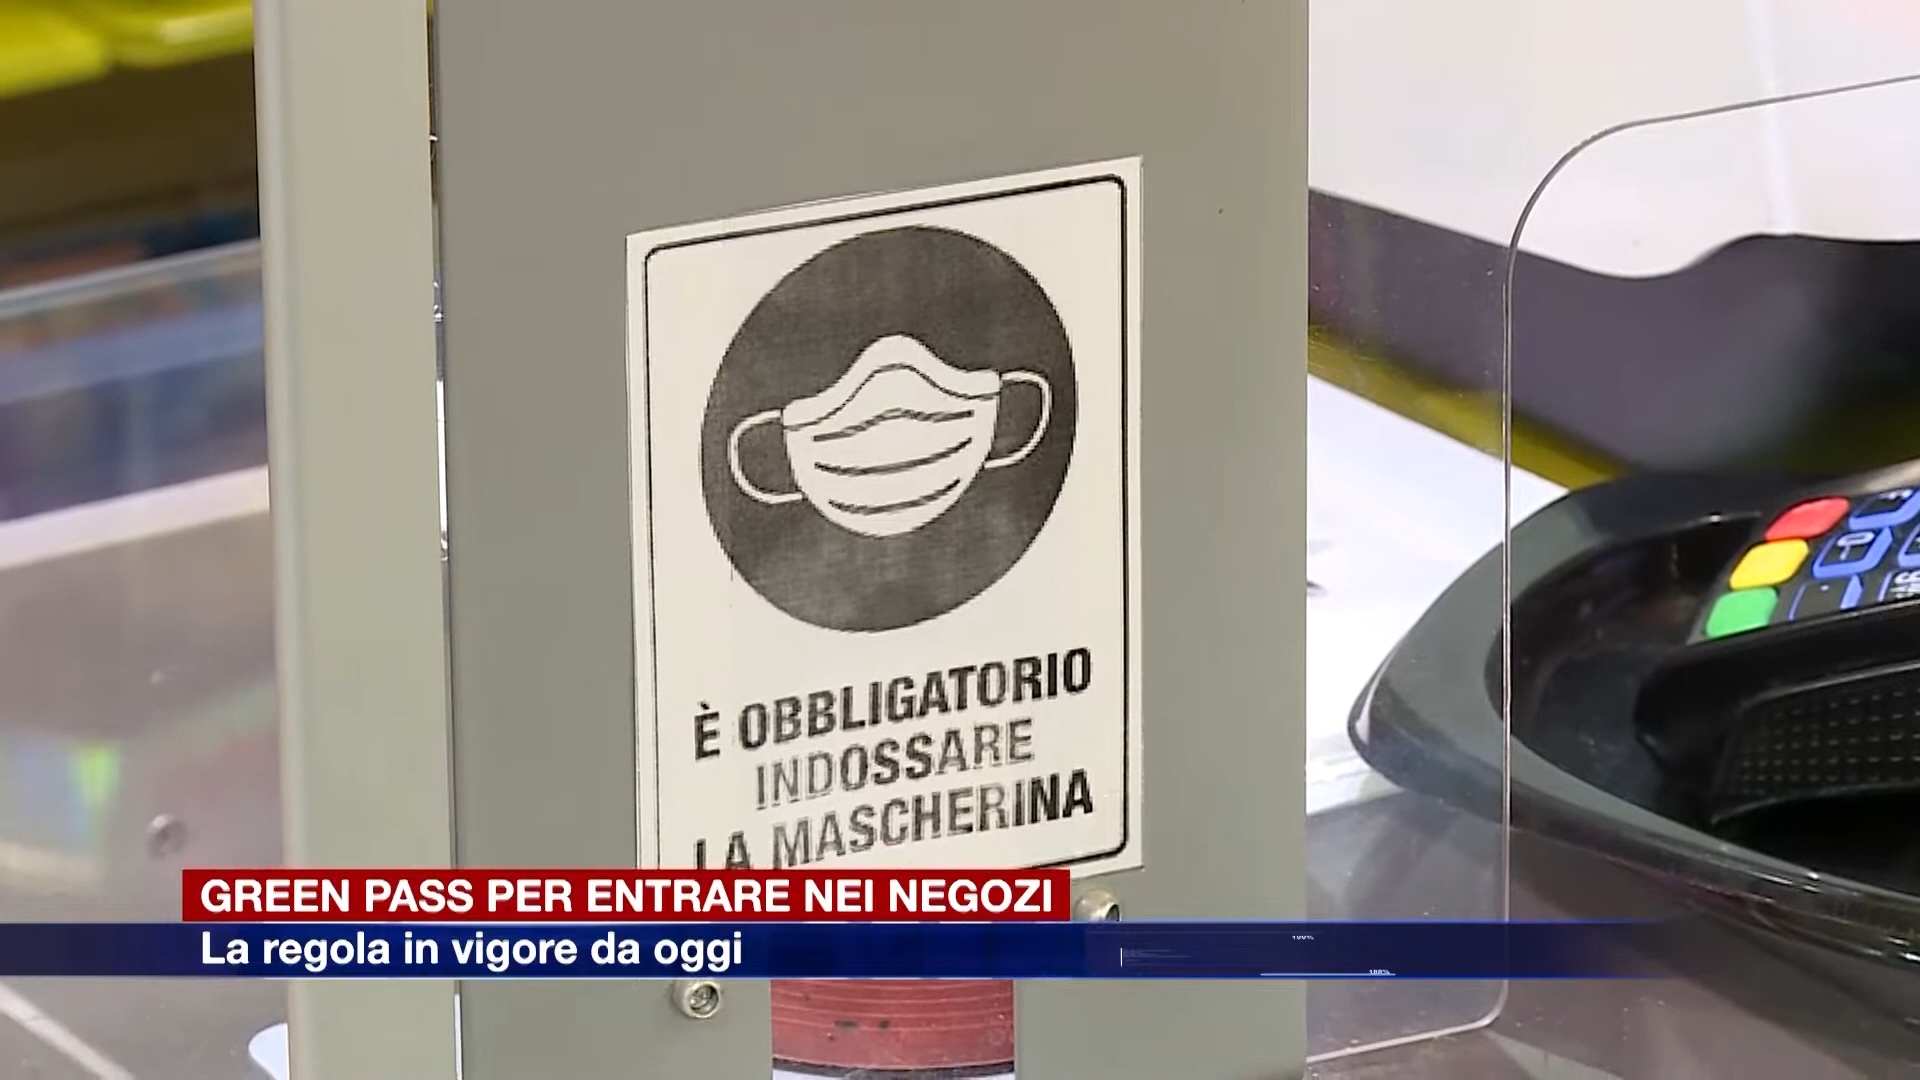 È OBBLIGATORIO
INDOSSARE
LA MASCHERINA
GREEN PASS PER ENTRARE NEI NEGOZI
La regola in vigore da oggi